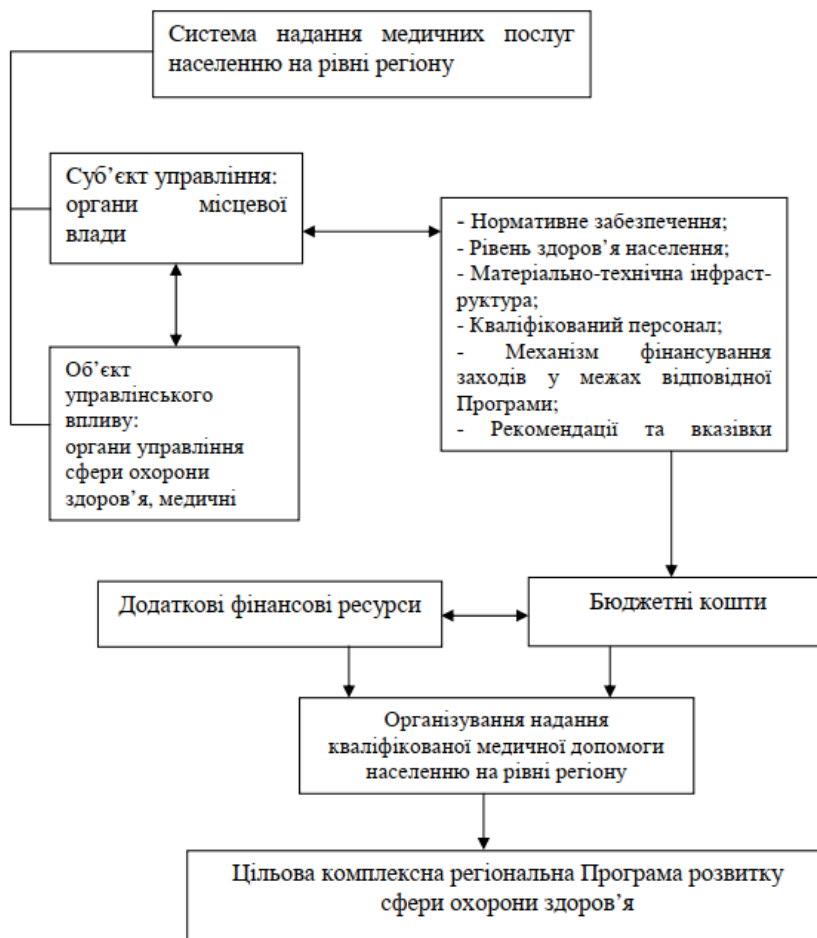 Система надання медичних послуг
населенню на рівні регіону
Суб’єкт управління:
органи місцевої
влади
- Нормативне забезпечення;
- Рівень здоров’я населення;
- Матеріально-технічна інфраст-
руктура;
- Кваліфікований персонал;
- Механізм фінансування
заходів у межах відповідної
Програми;
- Рекомендації та вказівки
Об’єкт
управлінського
впливу:
органи управління
сфери охорони
здоров’я, медичні
Додаткові фінансові ресурси
Бюджетні кошти
Організування надання
кваліфікованої медичної допомоги
населенню на рівні регіону
Цільова комплексна регіональна Програма розвитку
сфери охорони здоров’я